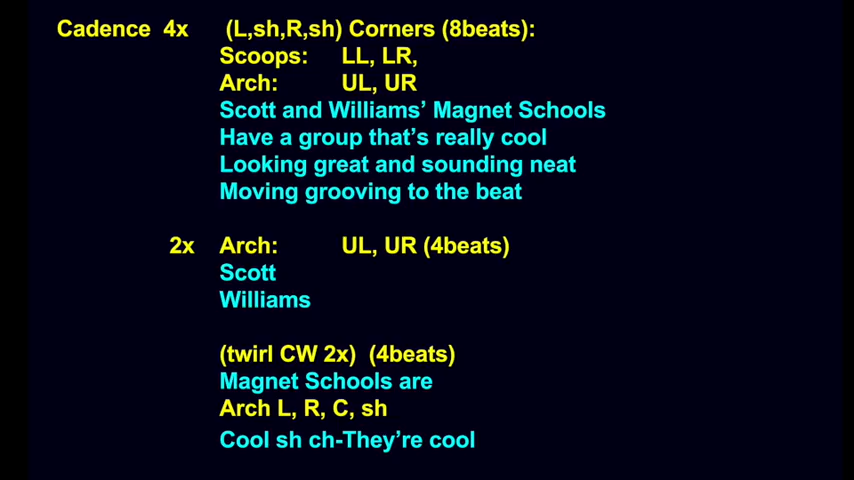 Cadence 4x (L,sh,R,sh) Corners (8beats):
Scoops: LL, LR,
Arch: UL, UR
Scott and Williams’ Magnet Schools
Have a group that’s really cool
Looking great and sounding neat
Moving grooving to the beat
2x Arch: UL, UR (4beats)
Scott
Williams
(twirl CW 2x) (4beats)
Magnet Schools are
Arch L, R, C, sh
Cool sh ch-They’re cool